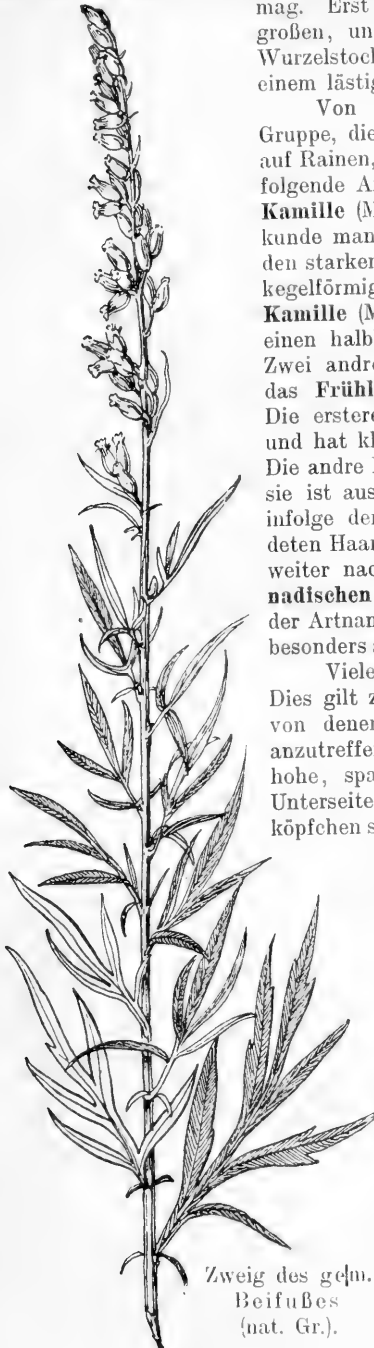 mag. Erst
großen, un
Wurzelstock
einem lästig
Von
Gruppe, die
auf Rainen,
folgende A
Kamille (M
kunde man
den starken
kegelförmig
Kamille (M
einen halb
Zwei andre
das Frühl
Die erstere
und hat kl
Die andre
sie ist aus
infolge der
deten Haar
weiter nac
nadischen
der Artnan
besonders
Viele
Dies gilt z
von dener
anzutreffe
hohe, spa
Unterseite
köpfchen s
Zweig des gem.
Beifußes
(nat. Gr.).